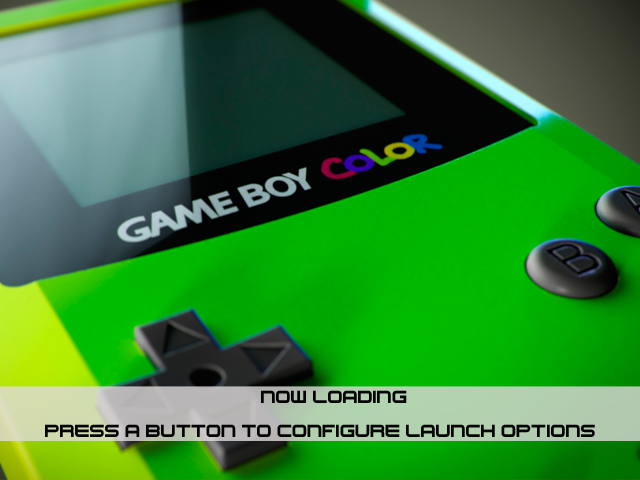 GAME BOY COLOR
A
B
NOW LOADING
PRESS A BUTTON TO CONFIGURE LAUNCH OPTIONS